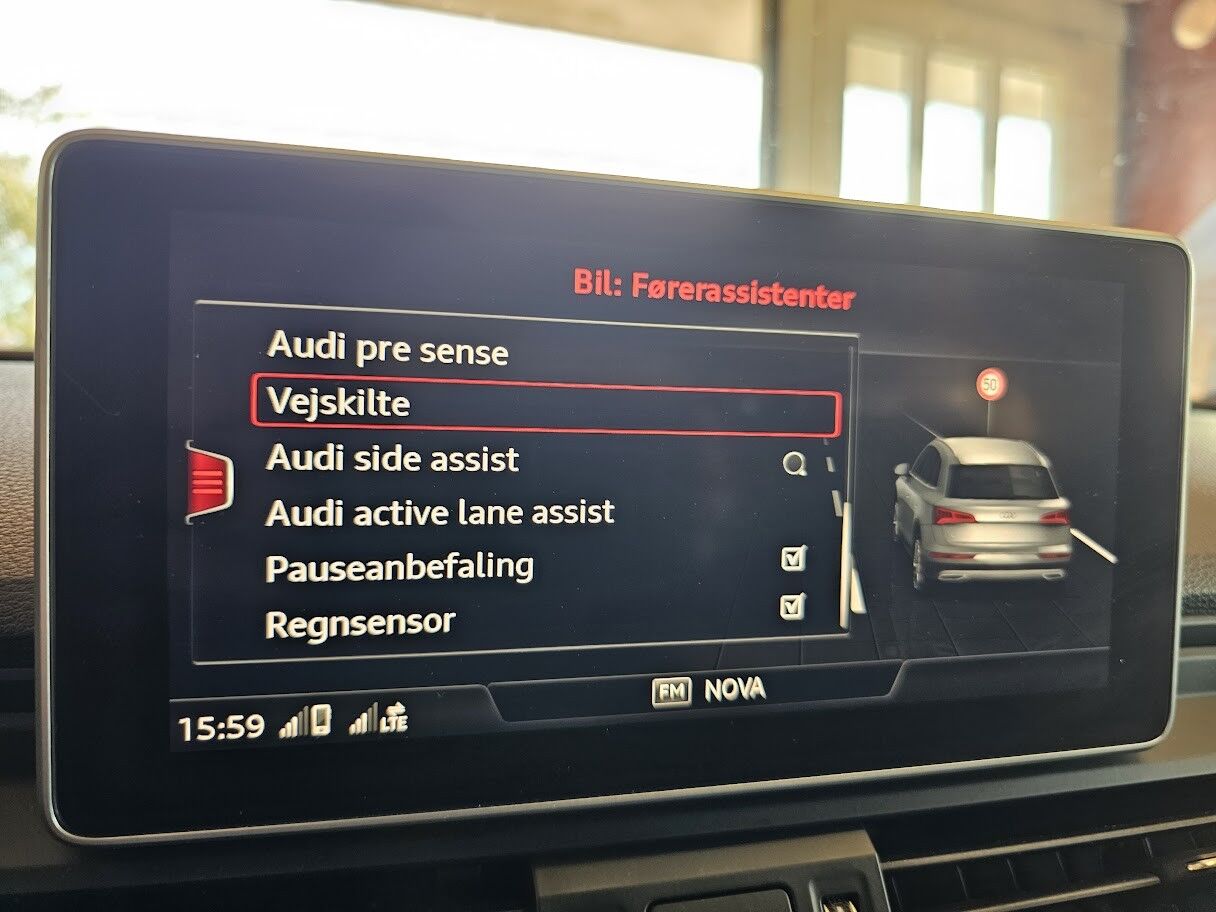 Bil: Førerassistenter
Audi pre sense
Vejskilte
Audi side assist
Audi active lane assist
Pauseanbefaling
Regnsensor
50
FM NOVA
15:59 LTE